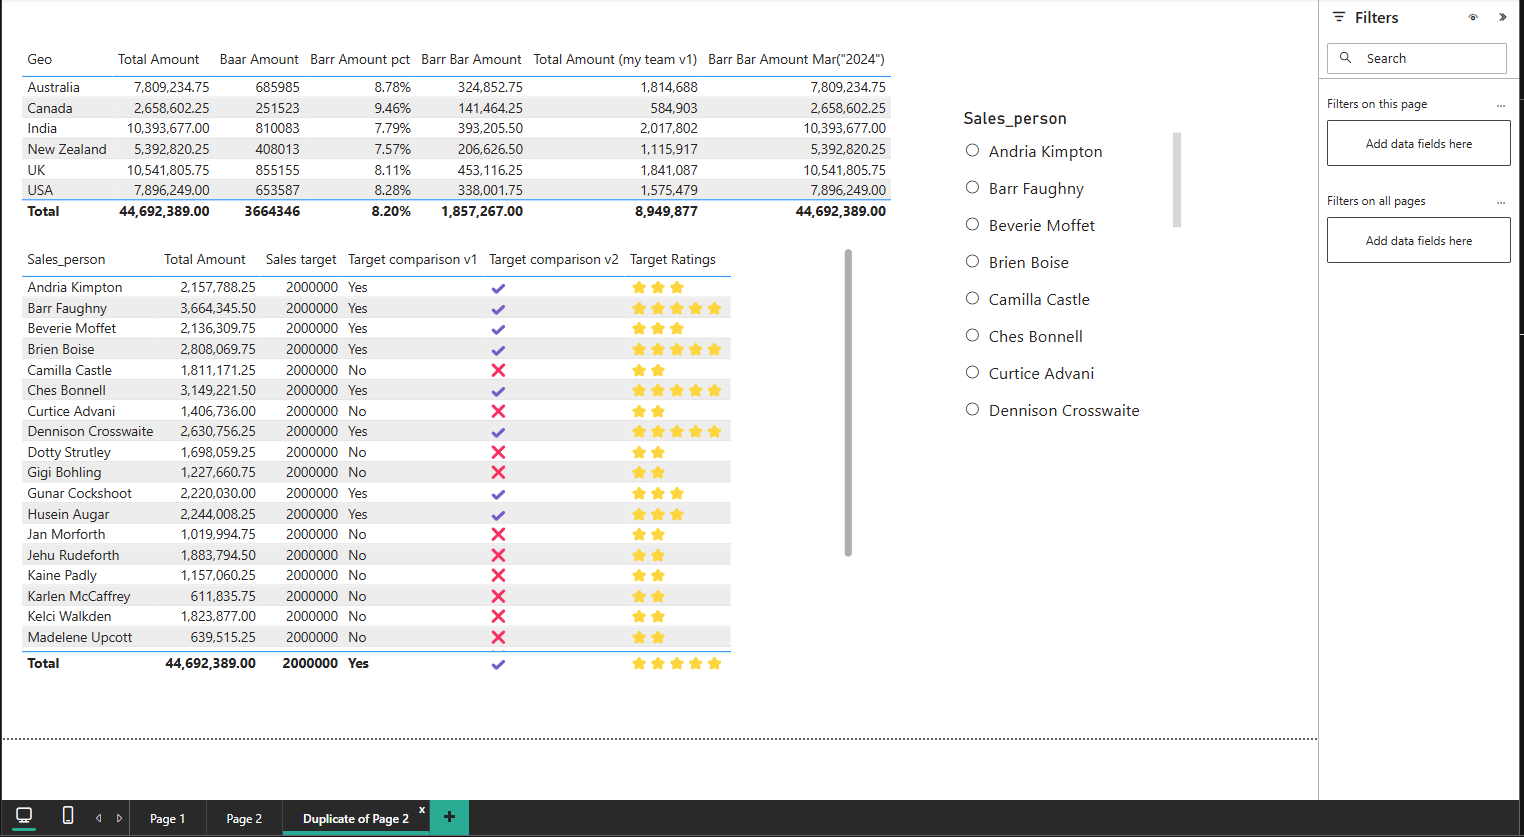 Filters
Search
Filters on this page
...
Add data fields here
Filters on all pages
...
Add data fields here
Geo Total Amount Baar Amount Barr Amount pct Barr Bar Amount Total Amount (my team v1) Barr Bar Amount Mar("2024")
Australia 7,809,234.75 685985 8.78% 324,852.75 1,814,688 7,809,234.75
Canada 2,658,602.25 251523 9.46% 141,464.25 584,903 2,658,602.25
India 10,393,677.00 810083 7.79% 393,205.50 2,017,802 10,393,677.00
New Zealand 5,392,820.25 408013 7.57% 206,626.50 1,115,917 5,392,820.25
UK 10,541,805.75 855155 8.11% 453,116.25 1,841,087 10,541,805.75
USA 7,896,249.00 653587 8.28% 338,001.75 1,575,479 7,896,249.00
Total 44,692,389.00 3664346 8.20% 1,857,267.00 8,949,877 44,692,389.00
Sales_person
Andria Kimpton
Barr Faughny
Beverie Moffet
Brien Boise
Camilla Castle
Ches Bonnell
Curtice Advani
Dennison Crosswaite
Sales_person Total Amount Sales target Target comparison v1 Target comparison v2 Target Ratings
Andria Kimpton 2,157,788.25 2000000 Yes
Barr Faughny 3,664,345.50 2000000 Yes
Beverie Moffet 2,136,309.75 2000000 Yes
Brien Boise 2,808,069.75 2000000 Yes
Camilla Castle 1,811,171.25 2000000 No
Ches Bonnell 3,149,221.50 2000000 Yes
Curtice Advani 1,406,736.00 2000000 No
Dennison Crosswaite 2,630,756.25 2000000 Yes
Dotty Strutley 1,698,059.25 2000000 No
Gigi Bohling 1,227,660.75 2000000 No
Gunar Cockshoot 2,220,030.00 2000000 Yes
Husein Augar 2,244,008.25 2000000 Yes
Jan Morforth 1,019,994.75 2000000 No
Jehu Rudeforth 1,883,794.50 2000000 No
Kaine Padly 1,157,060.25 2000000 No
Karlen McCaffrey 611,835.75 2000000 No
Kelci Walkden 1,823,877.00 2000000 No
Madelene Upcott 639,515.25 2000000 No
Total 44,692,389.00 2000000 Yes
Page 1 Page 2 Duplicate of Page 2 x +